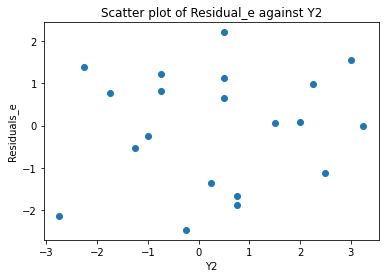 Scatter plot of Residual_e against Y2
Residuals_e
2
1
0
−1
−2
−3 −2 −1 0 1 2 3
Y2